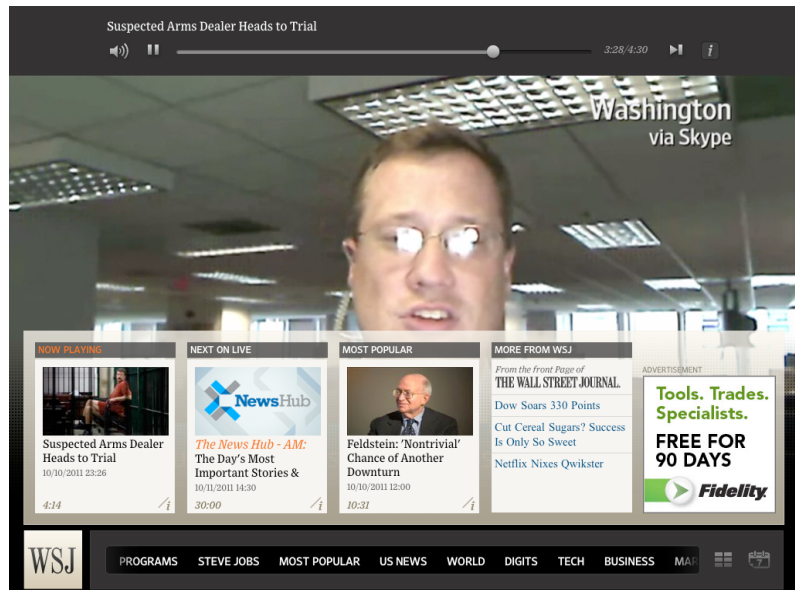 Suspected Arms Dealer Heads to Trial
3:28/4:30
i
Washington
via Skype
NOW PLAYING
Suspected Arms Dealer
Heads to Trial
10/10/2011 23:26
4:14
i
NEXT ON LIVE
NewsHub
The News Hub - AM:
The Day's Most
Important Stories &
10/11/2011 14:30
30:00
i
MOST POPULAR
Feldstein: 'Nontrivial'
Chance of Another
Downturn
10/10/2011 12:00
10:31
i
MORE FROM WSJ
From the front Page of
THE WALL STREET JOURNAL.
Dow Soars 330 Points
Cut Cereal Sugars? Success
Is Only So Sweet
Netflix Nixes Qwikster
ADVERTISEMENT
Tools. Trades.
Specialists.
FREE FOR
90 DAYS
Fidelity
WSJ
PROGRAMS STEVE JOBS MOST POPULAR US NEWS WORLD DIGITS TECH BUSINESS MAR
7